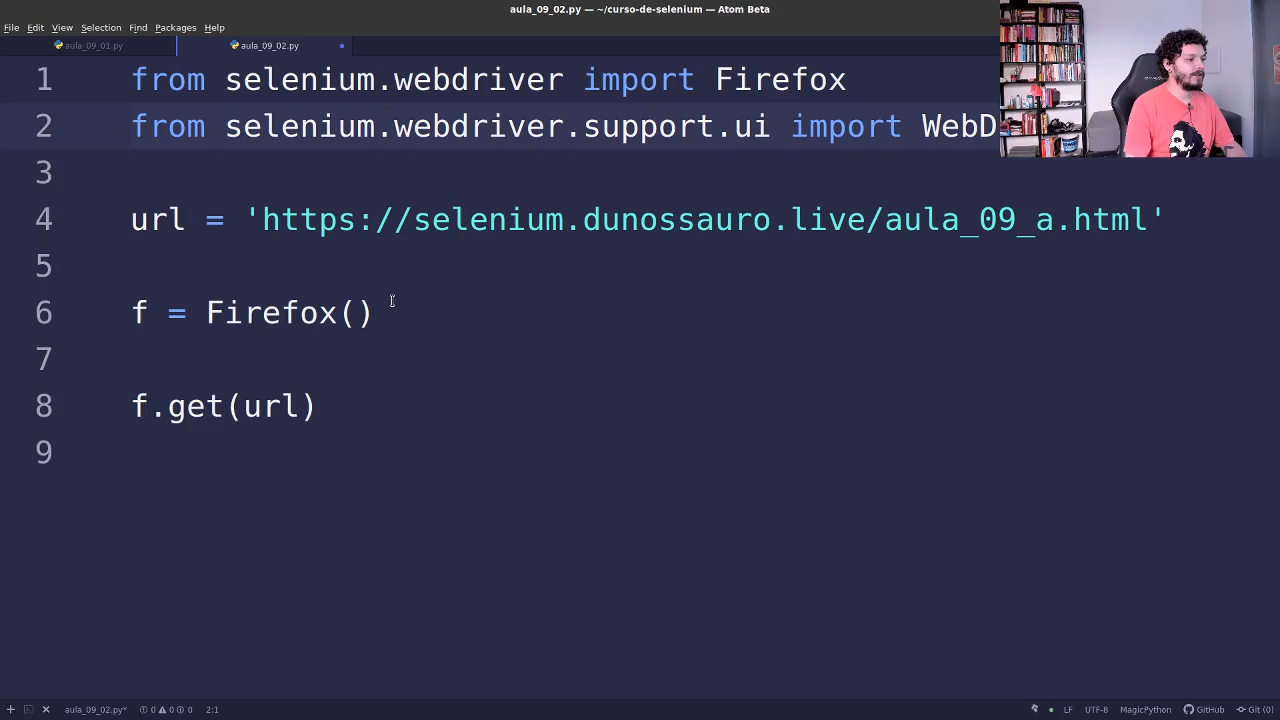 aula_09_02.py — ~/curso-de-selenium — Atom Beta
File Edit View Selection Find Packages Help
aula_09_01.py aula_09_02.py
1 from selenium.webdriver import Firefox
2 from selenium.webdriver.support.ui import WebD
3
4 url = 'https://selenium.dunossauro.live/aula_09_a.html'
5
6 f = Firefox()
7
8 f.get(url)
9
aula_09_02.py* 0 0 0 2:1 LF UTF-8 MagicPython GitHub Git (0)